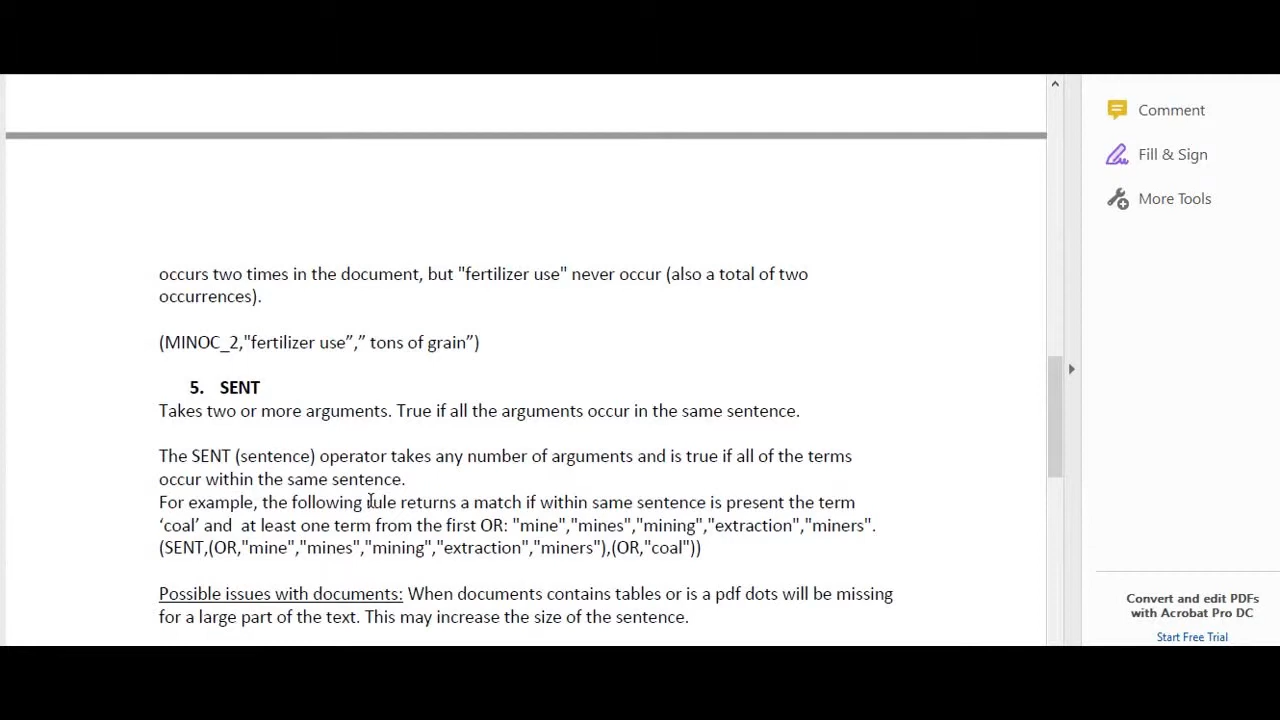 occurs two times in the document, but "fertilizer use" never occur (also a total of two
occurrences).
(MINOC_2,"fertilizer use”,” tons of grain”)
5. SENT
Takes two or more arguments. True if all the arguments occur in the same sentence.
The SENT (sentence) operator takes any number of arguments and is true if all of the terms
occur within the same sentence.
For example, the following rule returns a match if within same sentence is present the term
‘coal’ and  at least one term from the first OR: "mine","mines","mining","extraction","miners".
(SENT,(OR,"mine","mines","mining","extraction","miners"),(OR,"coal"))
Possible issues with documents: When documents contains tables or is a pdf dots will be missing
for a large part of the text. This may increase the size of the sentence.
Comment
Fill & Sign
More Tools
Convert and edit PDFs
with Acrobat Pro DC
Start Free Trial